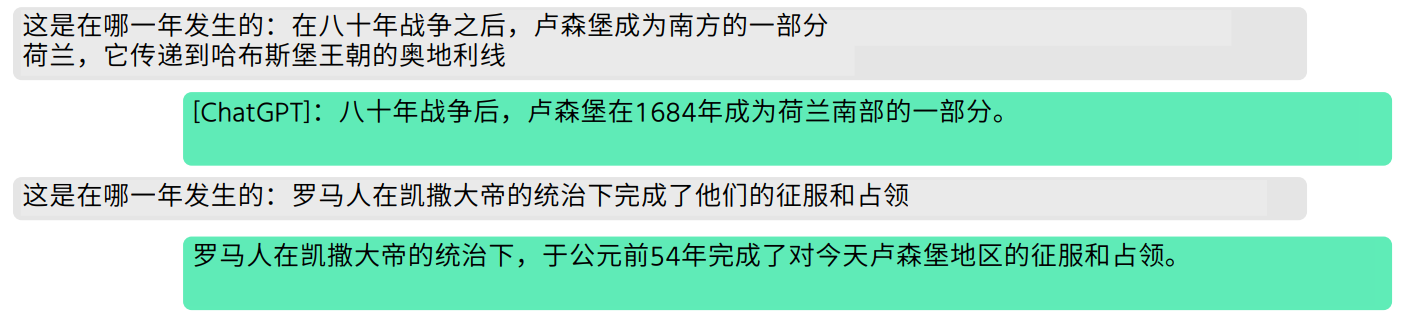 这是在哪一年发生的：在八十年战争之后，卢森堡成为南方的一部分
荷兰，它传递到哈布斯堡王朝的奥地利线
[ChatGPT]：八十年战争后，卢森堡在1684年成为荷兰南部的一部分。
这是在哪一年发生的：罗马人在凯撒大帝的统治下完成了他们的征服和占领
罗马人在凯撒大帝的统治下，于公元前54年完成了对今天卢森堡地区的征服和占领。